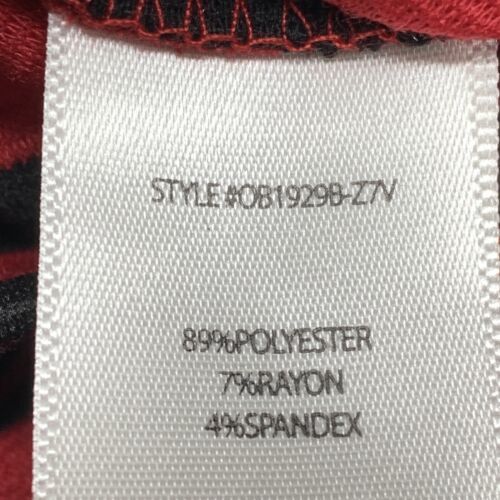 STYLE #OB1929B-Z7V
89%POLYESTER
7%RAYON
4%SPANDEX